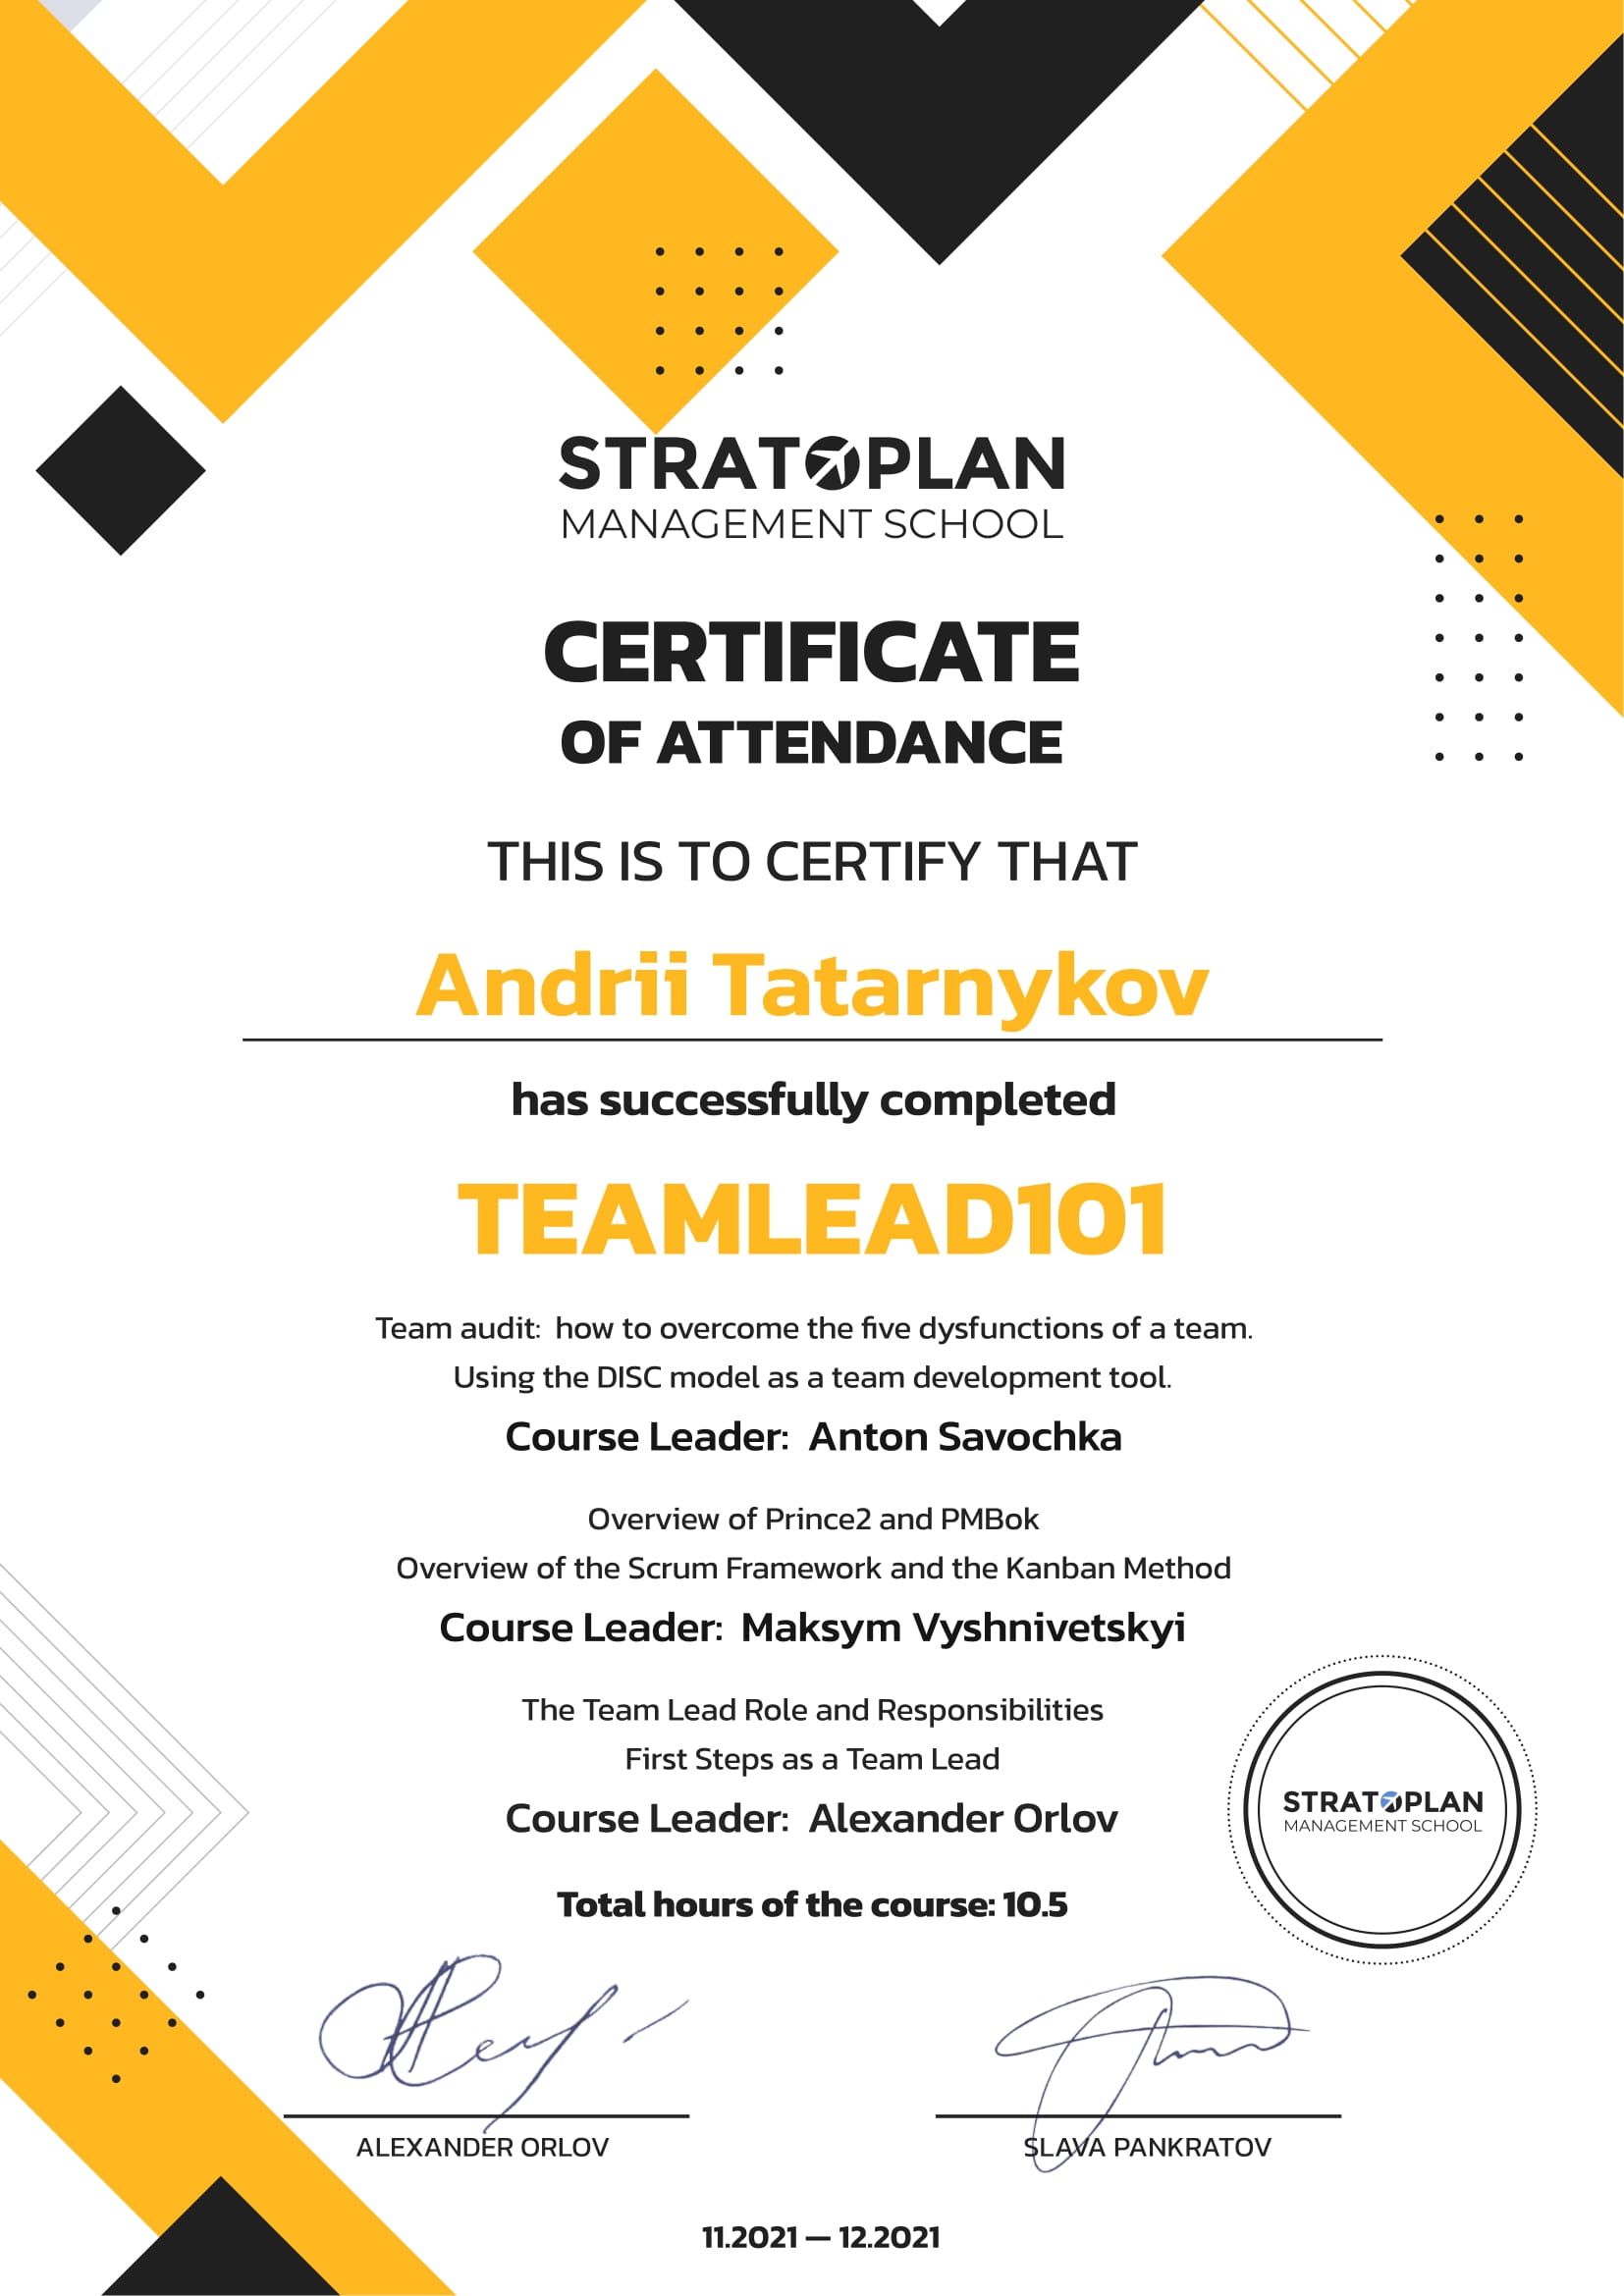 STRATOPLAN
MANAGEMENT SCHOOL
CERTIFICATE
OF ATTENDANCE
THIS IS TO CERTIFY THAT
Andrii Tatarnykov
has successfully completed
TEAMLEAD101
Team audit:  how to overcome the five dysfunctions of a team.
Using the DISC model as a team development tool.
Course Leader:  Anton Savochka
Overview of Prince2 and PMBok
Overview of the Scrum Framework and the Kanban Method
Course Leader:  Maksym Vyshnivetskyi
The Team Lead Role and Responsibilities
First Steps as a Team Lead
Course Leader:  Alexander Orlov
STRATOPLAN
MANAGEMENT SCHOOL
Total hours of the course: 10.5
ALEXANDER ORLOV
SLAVA PANKRATOV
11.2021 — 12.2021